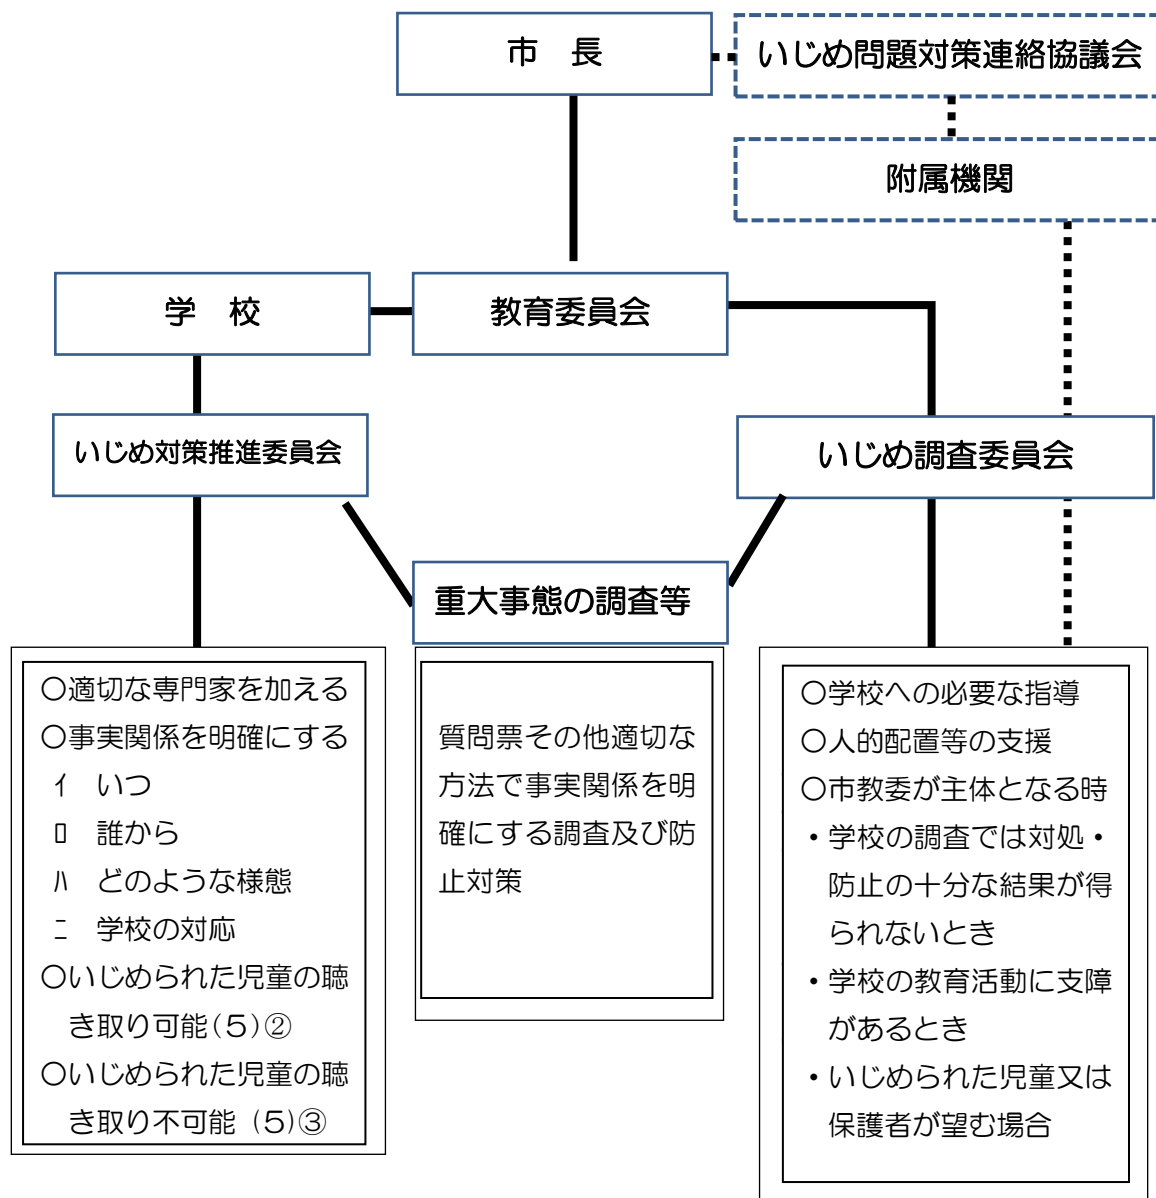 市　長
いじめ問題対策連絡協議会
附属機関
学　校
教育委員会
いじめ対策推進委員会
いじめ調査委員会
重大事態の調査等
〇適切な専門家を加える
〇事実関係を明確にする
ｲ　いつ
ﾛ　誰から
ﾊ　どのような様態
ﾆ　学校の対応
〇いじめられた児童の聴
き取り可能(５)②
〇いじめられた児童の聴
き取り不可能 (５)③
質問票その他適切な
方法で事実関係を明
確にする調査及び防
止対策
〇学校への必要な指導
〇人的配置等の支援
〇市教委が主体となる時
・学校の調査では対処・
防止の十分な結果が得
られないとき
・学校の教育活動に支障
があるとき
・いじめられた児童又は
保護者が望む場合